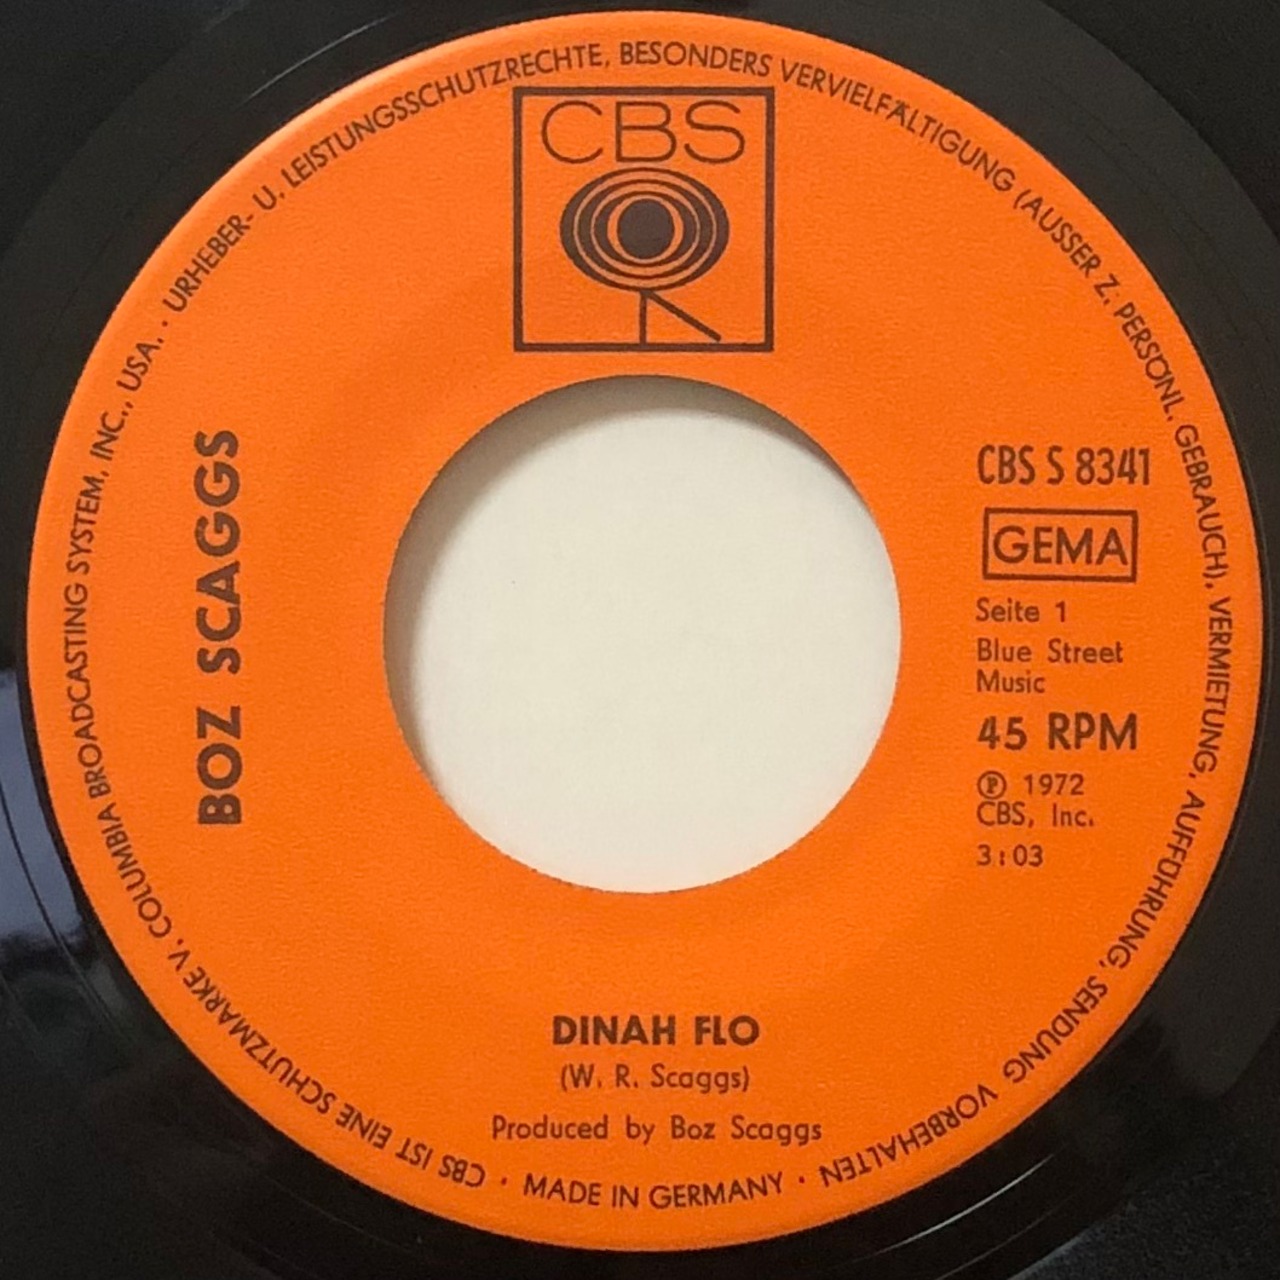 CBS
BOZ SCAGGS
CBS S 8341
GEMA
Seite 1
Blue Street
Music
45 RPM
Ⓟ 1972
CBS, Inc.
3:03
DINAH FLO
(W. R. Scaggs)
Produced by Boz Scaggs
CBS IST EINE SCHUTZMARKE V. COLUMBIA BROADCASTING SYSTEM, INC., USA. · URHEBER- U. LEISTUNGSSCHUTZRECHTE, BESONDERS VERVIELFÄLTIGUNG (AUSSER Z. PERSÖNL. GEBRAUCH), VERMIETUNG, AUFFÜHRUNG, SENDUNG VORBEHALTEN · MADE IN GERMANY ·